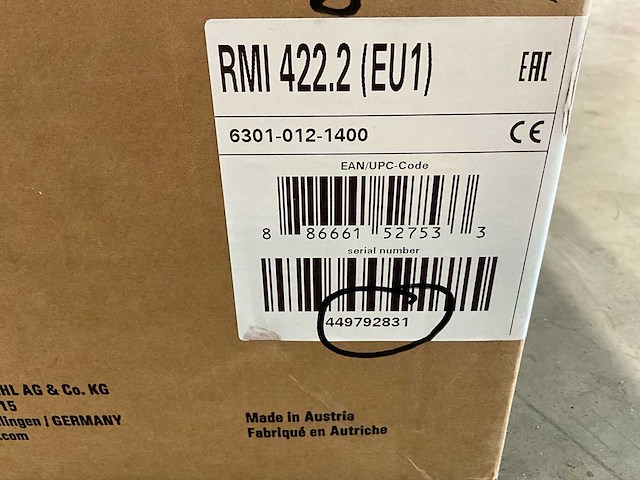 RMI 422.2 (EU1)
EAC
6301-012-1400
CE
EAN/UPC-Code
8 86661 52753 3
serial number
449792831
HL AG & Co. KG
15
lingen | GERMANY
.com
Made in Austria
Fabriqué en Autriche